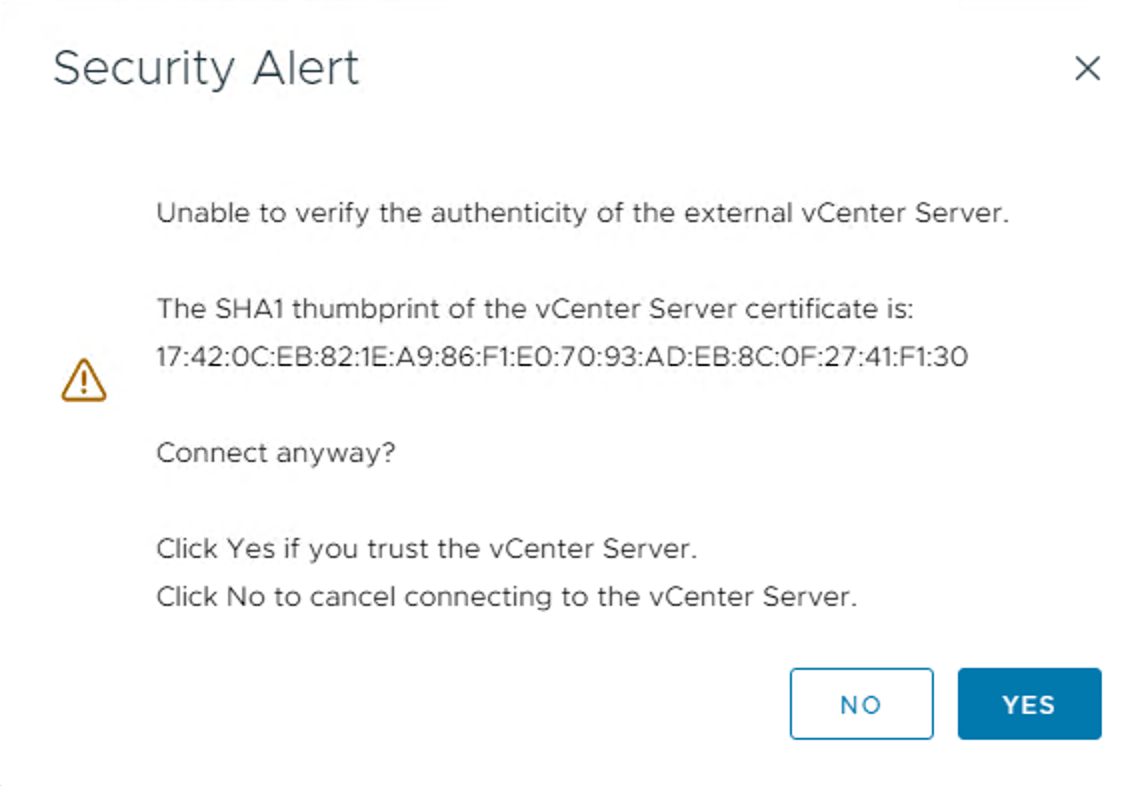 Security Alert
Unable to verify the authenticity of the external vCenter Server.
The SHA1 thumbprint of the vCenter Server certificate is:
17:42:0C:EB:82:1E:A9:86:F1:E0:70:93:AD:EB:8C:0F:27:41:F1:30
Connect anyway?
Click Yes if you trust the vCenter Server.
Click No to cancel connecting to the vCenter Server.
NO
YES